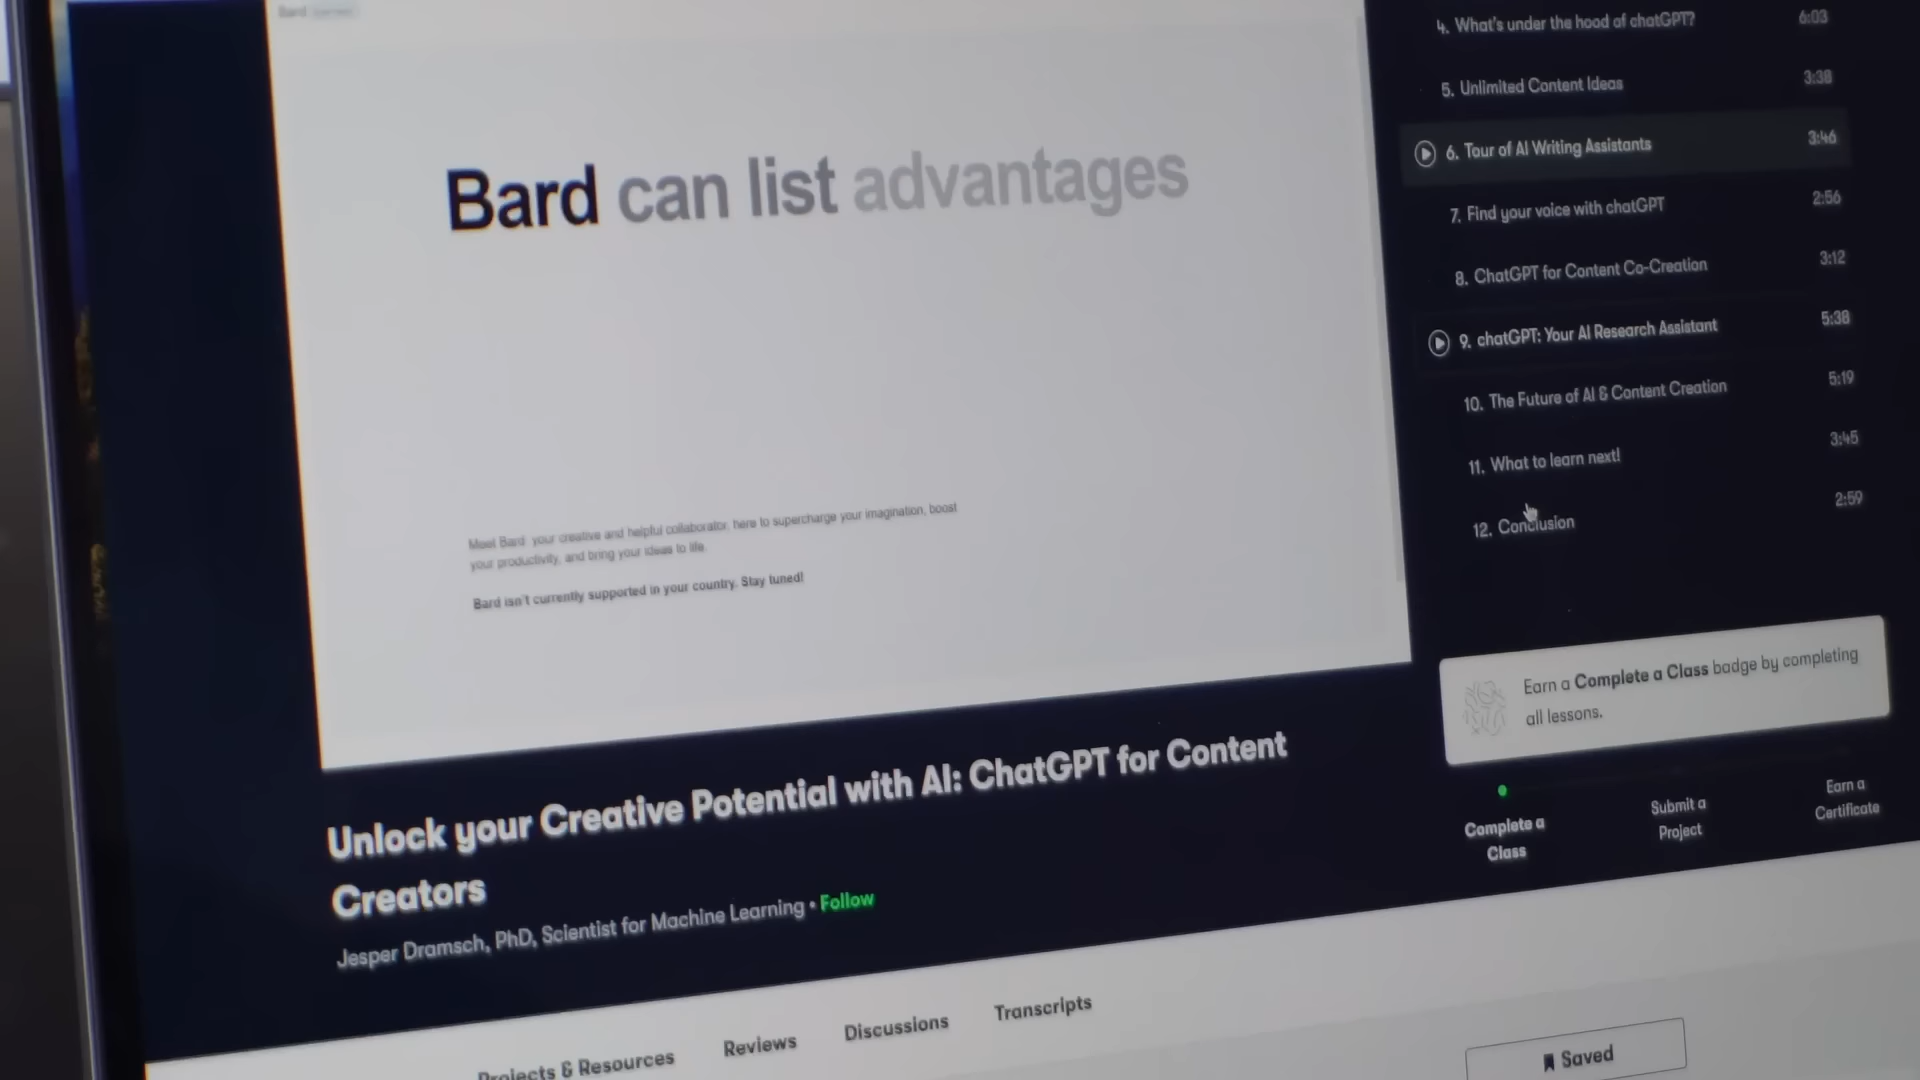 Bard
Bard can list advantages
Meet Bard: your creative and helpful collaborator, here to supercharge your imagination, boost
your productivity, and bring your ideas to life.
Bard isn't currently supported in your country. Stay tuned!
4. What's under the hood of chatGPT? 6:03
5. Unlimited Content Ideas 3:38
6. Tour of AI Writing Assistants 3:46
7. Find your voice with chatGPT 2:56
8. ChatGPT for Content Co-Creation 3:12
9. chatGPT: Your AI Research Assistant 5:38
10. The Future of AI & Content Creation 5:19
11. What to learn next! 3:45
12. Conclusion 2:59
Earn a Complete a Class badge by completing
all lessons.
Complete a
Class
Submit a
Project
Earn a
Certificate
Unlock your Creative Potential with AI: ChatGPT for Content
Creators
Jesper Dramsch, PhD, Scientist for Machine Learning • Follow
Projects & Resources
Reviews
Discussions
Transcripts
Saved